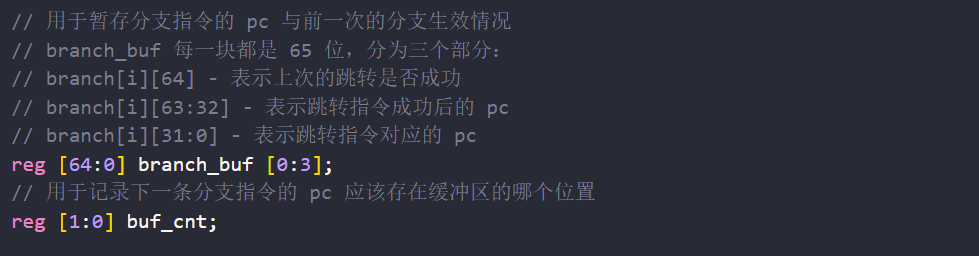 // 用于暂存分支指令的 pc 与前一次的分支生效情况
// branch_buf 每一块都是 65 位，分为三个部分：
// branch[i][64] - 表示上次的跳转是否成功
// branch[i][63:32] - 表示跳转指令成功后的 pc
// branch[i][31:0] - 表示跳转指令对应的 pc
reg [64:0] branch_buf [0:3];
// 用于记录下一条分支指令的 pc 应该存在缓冲区的哪个位置
reg [1:0] buf_cnt;